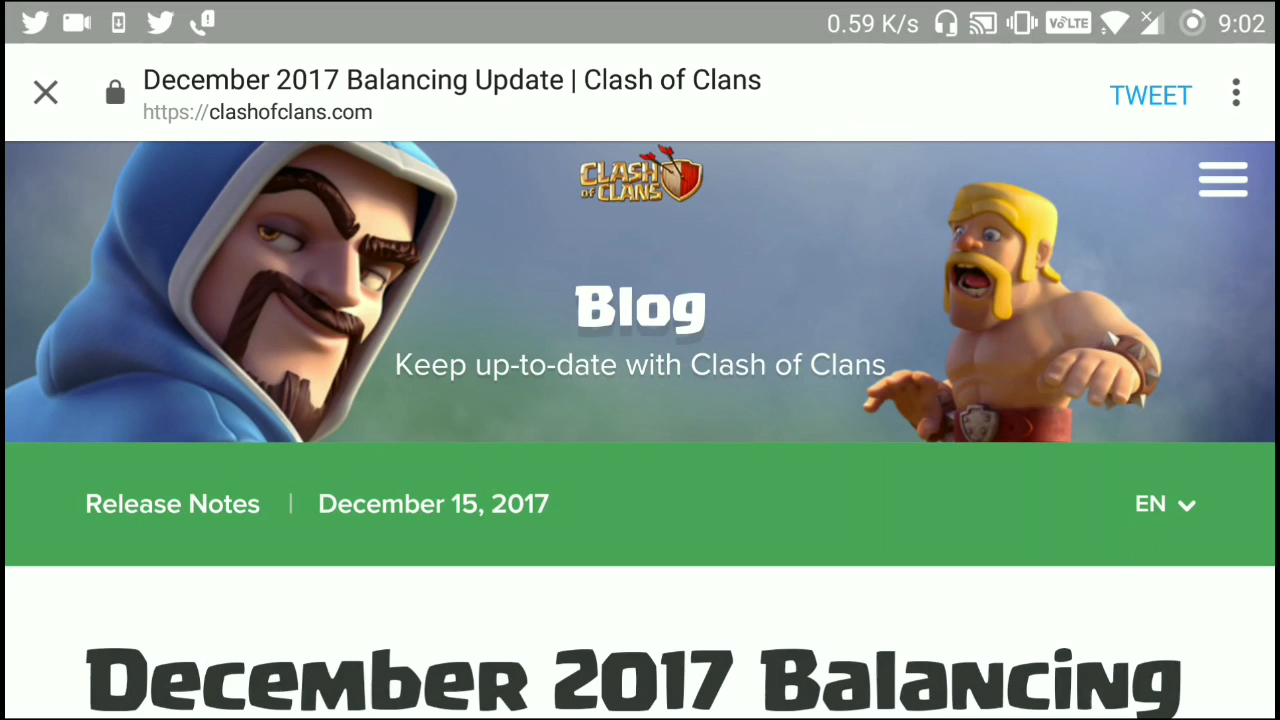 0.59 K/s VoLTE 9:02
December 2017 Balancing Update | Clash of Clans
https://clashofclans.com
TWEET
CLASH
OF CLANS
Blog
Keep up-to-date with Clash of Clans
Release Notes | December 15, 2017
EN
December 2017 Balancing